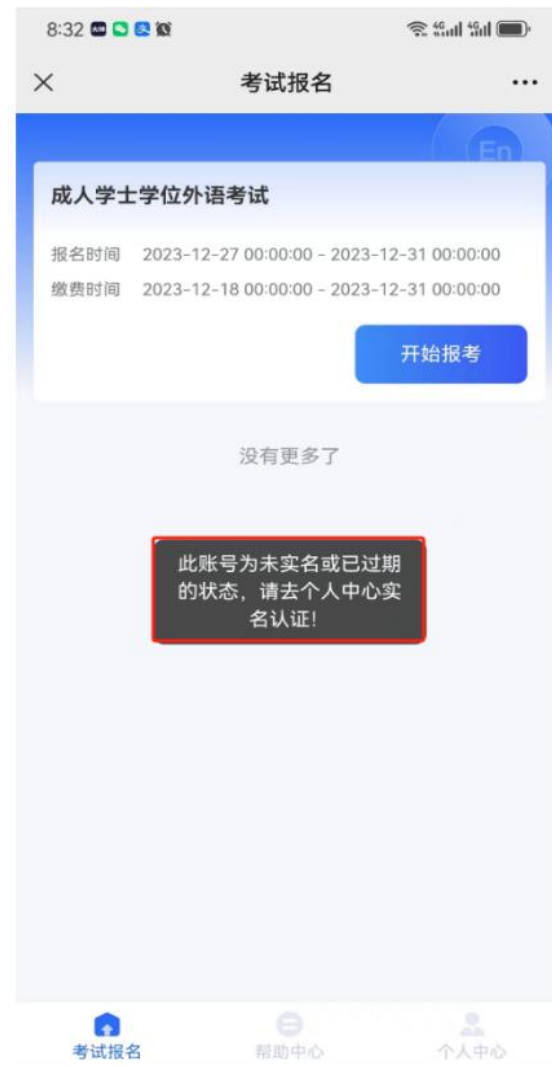 8:32
考试报名
En
成人学士学位外语考试
报名时间 2023-12-27 00:00:00 - 2023-12-31 00:00:00
缴费时间 2023-12-18 00:00:00 - 2023-12-31 00:00:00
开始报考
没有更多了
此账号为未实名或已过期
的状态，请去个人中心实
名认证！
考试报名 帮助中心 个人中心